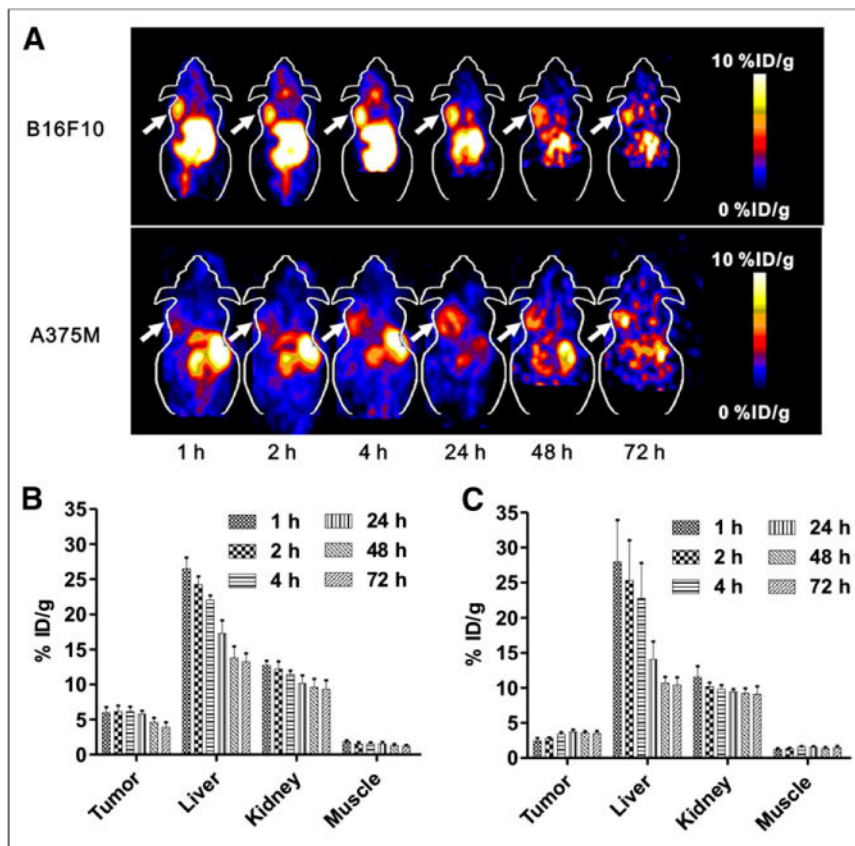 A
B16F10
10 %ID/g
0 %ID/g
A375M
10 %ID/g
0 %ID/g
1 h 2 h 4 h 24 h 48 h 72 h
B
% ID/g
35
30
25
20
15
10
5
0
1 h 24 h
2 h 48 h
4 h 72 h
Tumor Liver Kidney Muscle
C
% ID/g
35
30
25
20
15
10
5
0
1 h 24 h
2 h 48 h
4 h 72 h
Tumor Liver Kidney Muscle